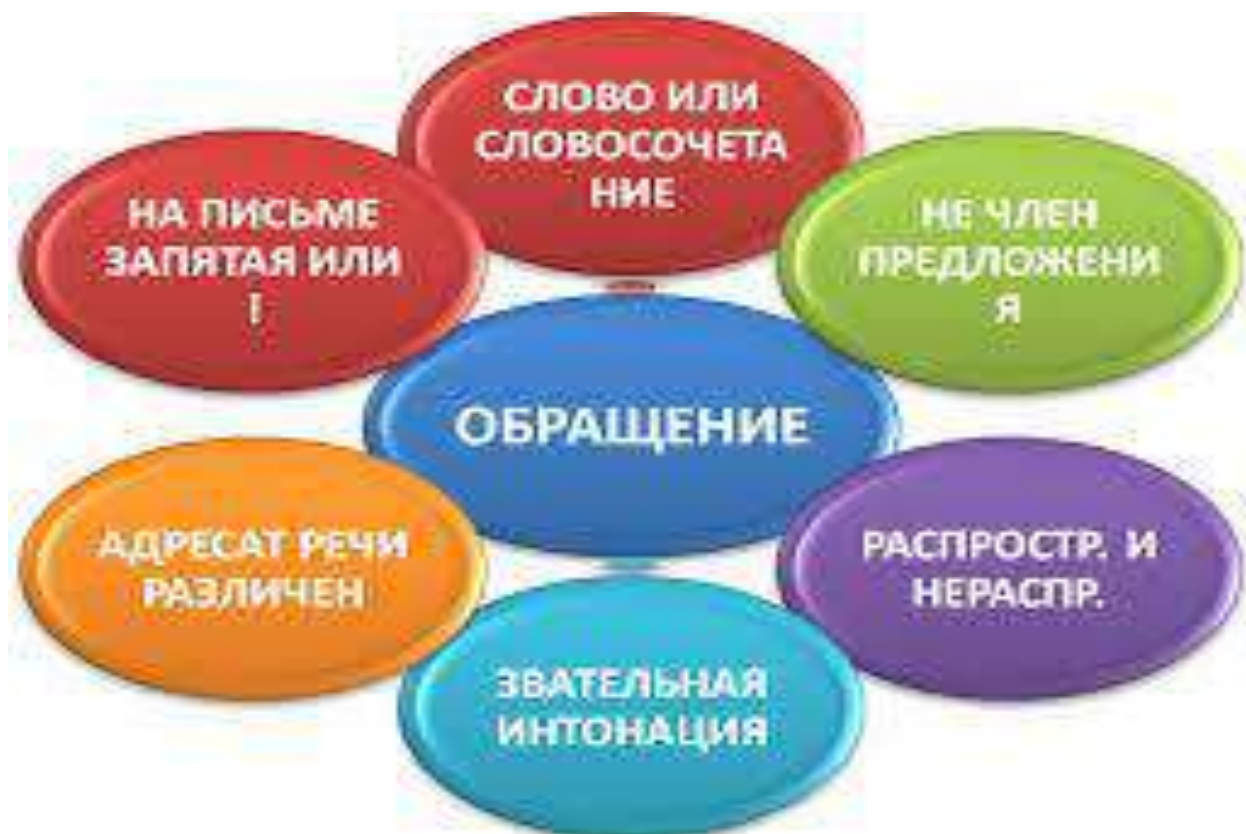 СЛОВО ИЛИ
СЛОВОСОЧЕТА
НИЕ
НЕ ЧЛЕН
ПРЕДЛОЖЕНИ
Я
РАСПРОСТР. И
НЕРАСПР.
ЗВАТЕЛЬНАЯ
ИНТОНАЦИЯ
АДРЕСАТ РЕЧИ
РАЗЛИЧЕН
НА ПИСЬМЕ
ЗАПЯТАЯ ИЛИ
!
ОБРАЩЕНИЕ